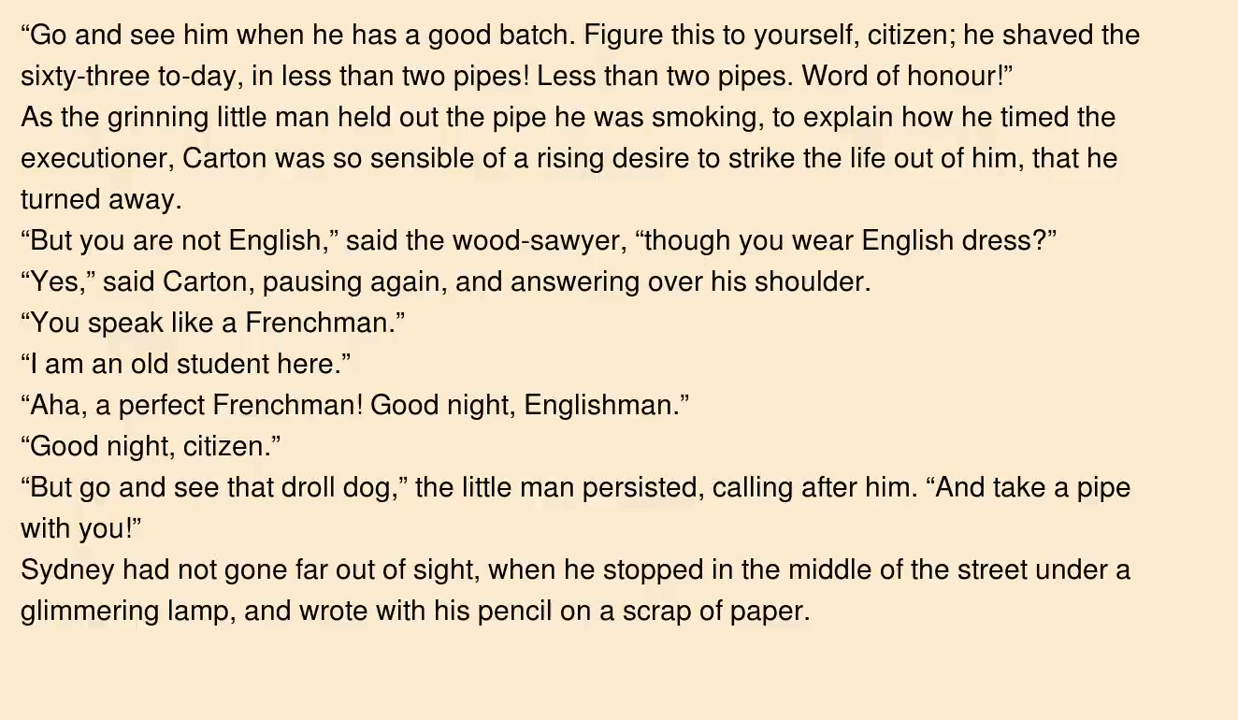 “Go and see him when he has a good batch. Figure this to yourself, citizen; he shaved the
sixty-three to-day, in less than two pipes! Less than two pipes. Word of honour!”
As the grinning little man held out the pipe he was smoking, to explain how he timed the
executioner, Carton was so sensible of a rising desire to strike the life out of him, that he
turned away.
“But you are not English,” said the wood-sawyer, “though you wear English dress?”
“Yes,” said Carton, pausing again, and answering over his shoulder.
“You speak like a Frenchman.”
“I am an old student here.”
“Aha, a perfect Frenchman! Good night, Englishman.”
“Good night, citizen.”
“But go and see that droll dog,” the little man persisted, calling after him. “And take a pipe
with you!”
Sydney had not gone far out of sight, when he stopped in the middle of the street under a
glimmering lamp, and wrote with his pencil on a scrap of paper.